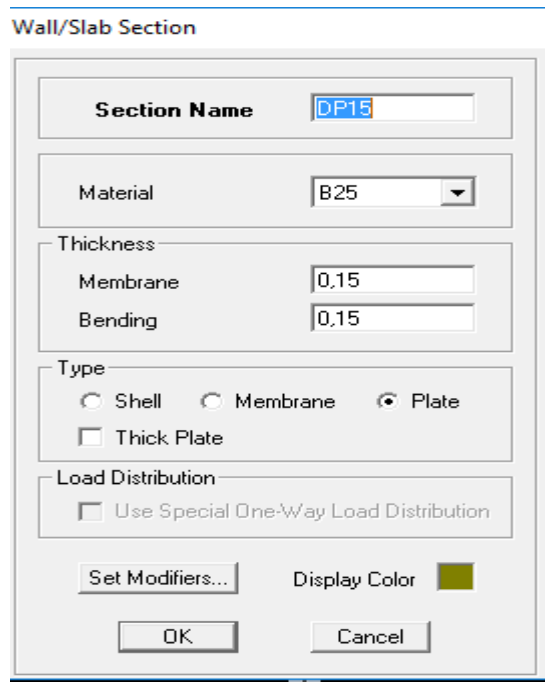 Wall/Slab Section
Section Name DP15
Material B25
Thickness
Membrane 0,15
Bending 0,15
Type
Shell Membrane Plate
Thick Plate
Load Distribution
Use Special One-Way Load Distribution
Set Modifiers... Display Color
OK Cancel